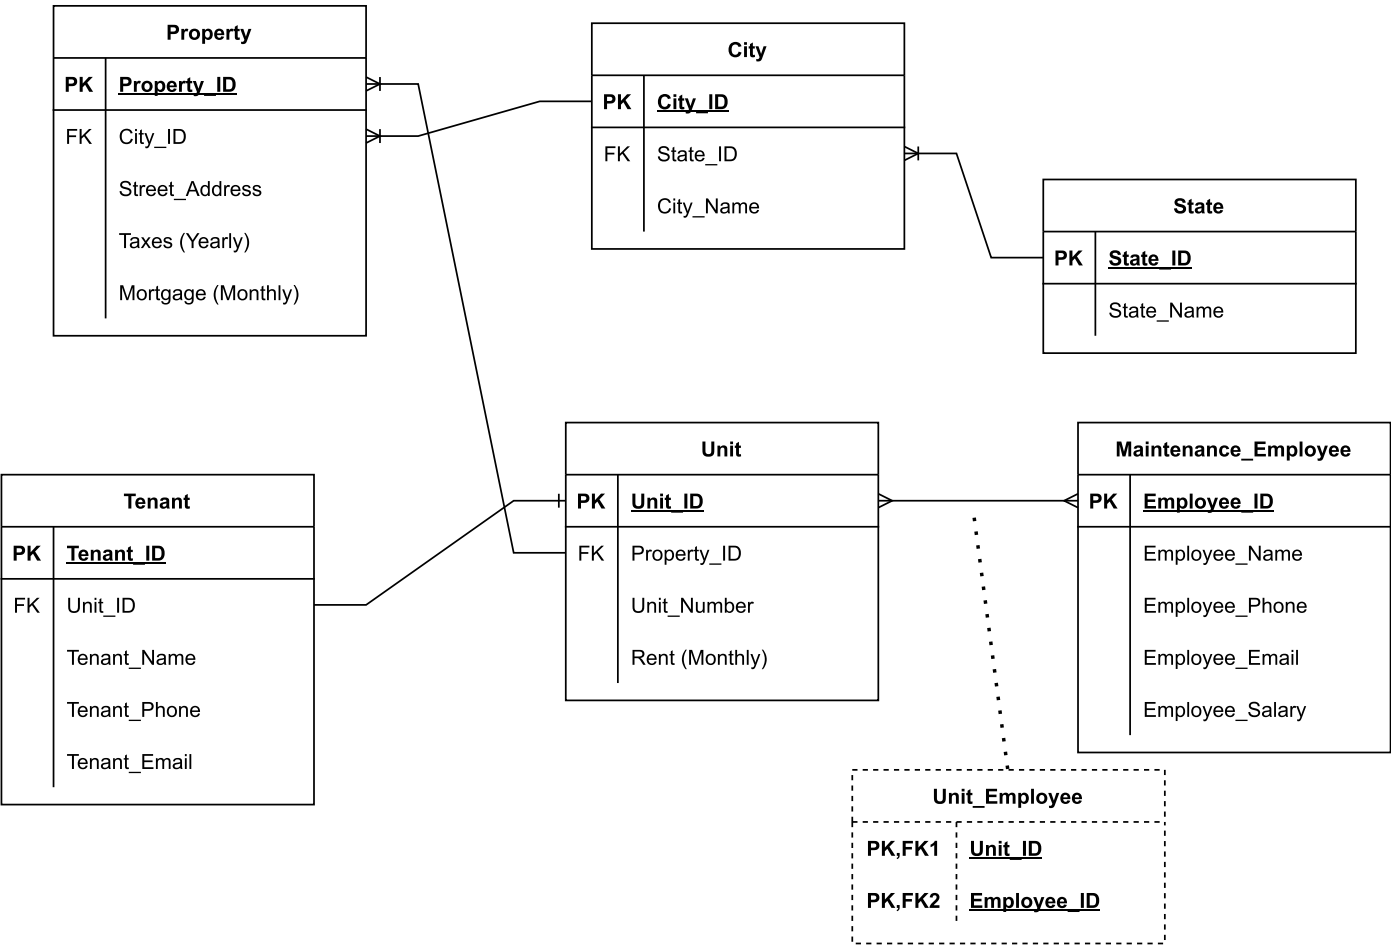 Property
PK Property_ID
FK City_ID
Street_Address
Taxes (Yearly)
Mortgage (Monthly)
City
PK City_ID
FK State_ID
City_Name
State
PK State_ID
State_Name
Tenant
PK Tenant_ID
FK Unit_ID
Tenant_Name
Tenant_Phone
Tenant_Email
Unit
PK Unit_ID
FK Property_ID
Unit_Number
Rent (Monthly)
Maintenance_Employee
PK Employee_ID
Employee_Name
Employee_Phone
Employee_Email
Employee_Salary
Unit_Employee
PK,FK1 Unit_ID
PK,FK2 Employee_ID